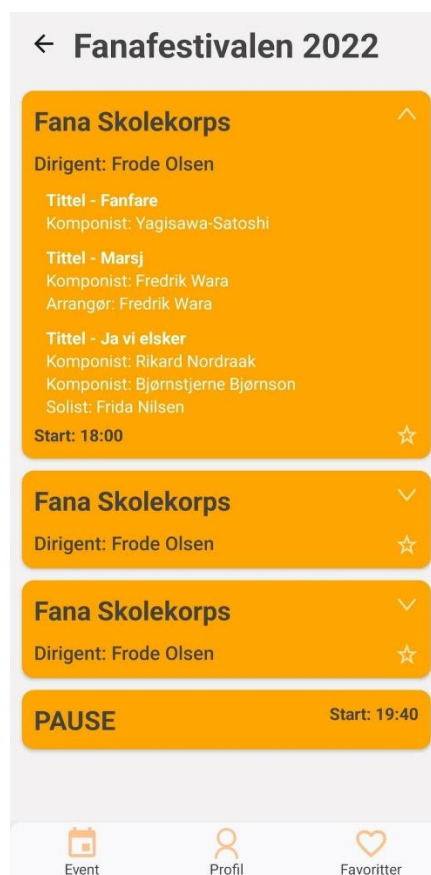 Fanafestivalen 2022
Fana Skolekorps
Dirigent: Frode Olsen
Tittel - Fanfare
Komponist: Yagisawa-Satoshi
Tittel - Marsj
Komponist: Fredrik Wara
Arrangør: Fredrik Wara
Tittel - Ja vi elsker
Komponist: Rikard Nordraak
Komponist: Bjørnstjerne Bjørnson
Solist: Frida Nilsen
Start: 18:00
Fana Skolekorps
Dirigent: Frode Olsen
Fana Skolekorps
Dirigent: Frode Olsen
PAUSE
Start: 19:40
Event
Profil
Favoritter